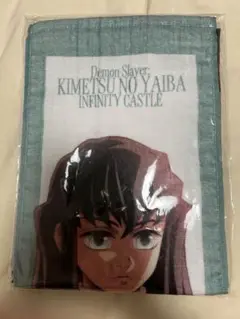 Demon Slayer:
KIMETSU NO YAIBA
INFINITY CASTLE